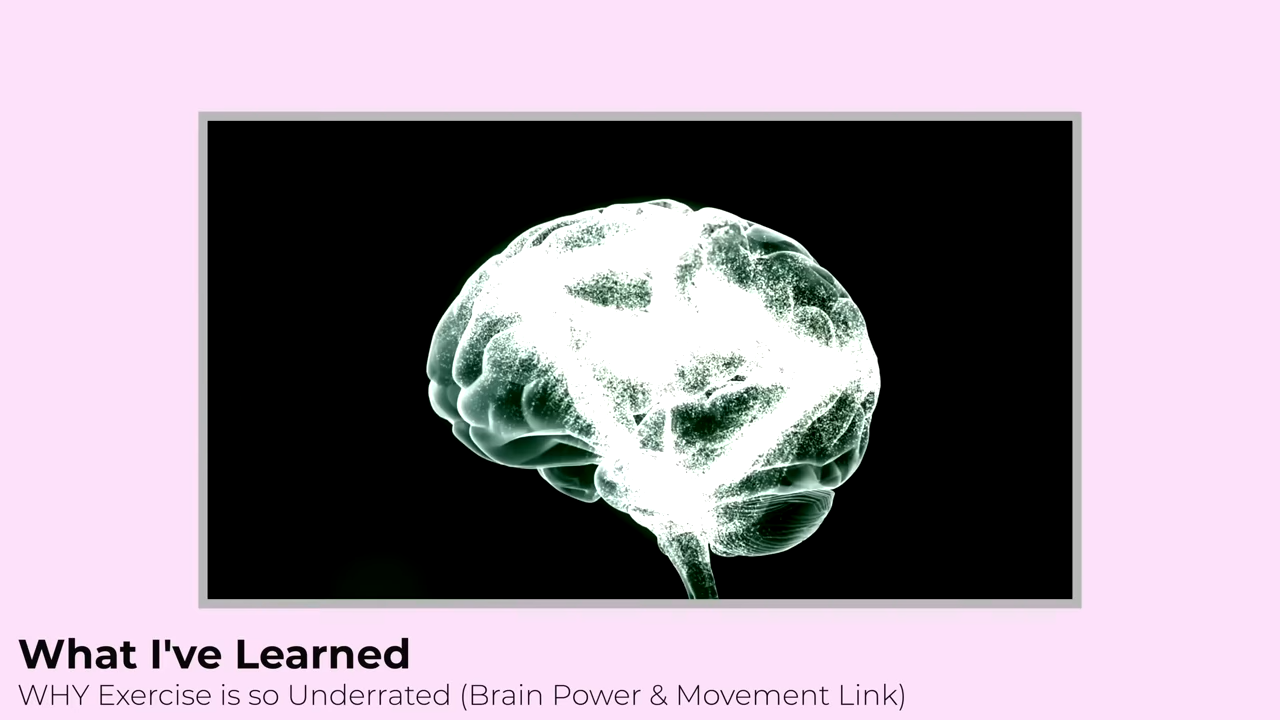 What I've Learned
WHY Exercise is so Underrated (Brain Power & Movement Link)